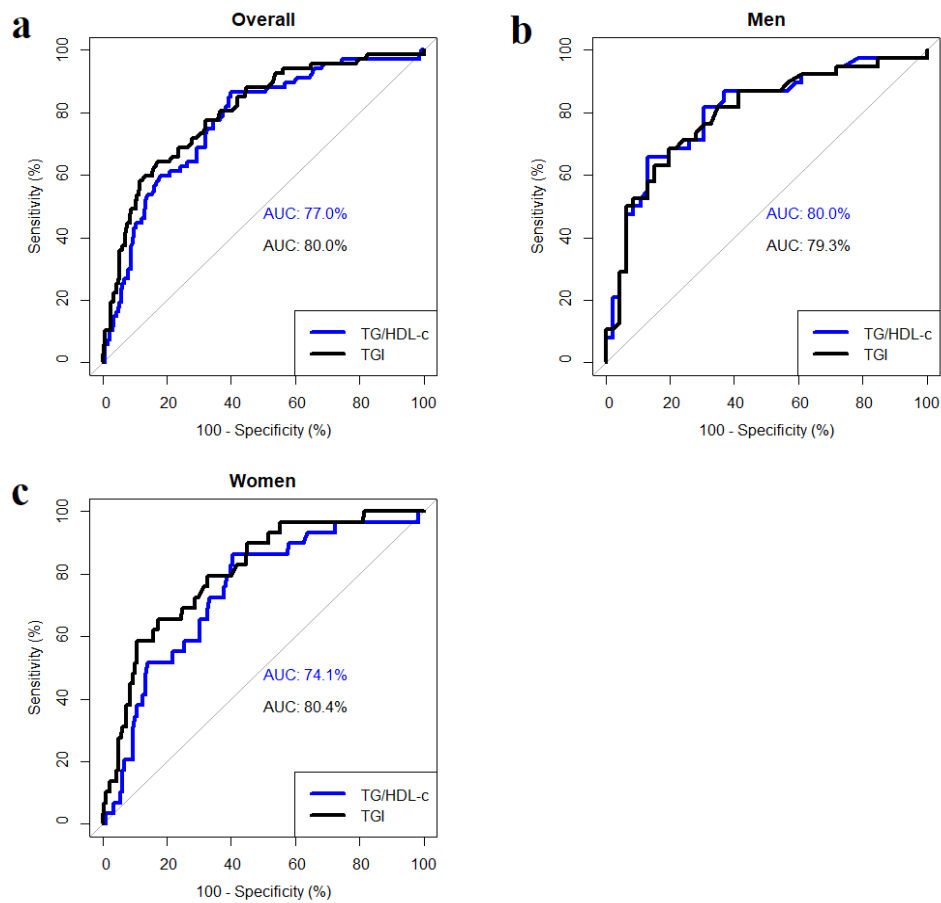 a
Overall
100
80
60
40
20
0
Sensitivity (%)
AUC: 77.0%
AUC: 80.0%
TG/HDL-c
TGI
0 20 40 60 80 100
100 - Specificity (%)
b
Men
100
80
60
40
20
0
Sensitivity (%)
AUC: 80.0%
AUC: 79.3%
TG/HDL-c
TGI
0 20 40 60 80 100
100 - Specificity (%)
c
Women
100
80
60
40
20
0
Sensitivity (%)
AUC: 74.1%
AUC: 80.4%
TG/HDL-c
TGI
0 20 40 60 80 100
100 - Specificity (%)